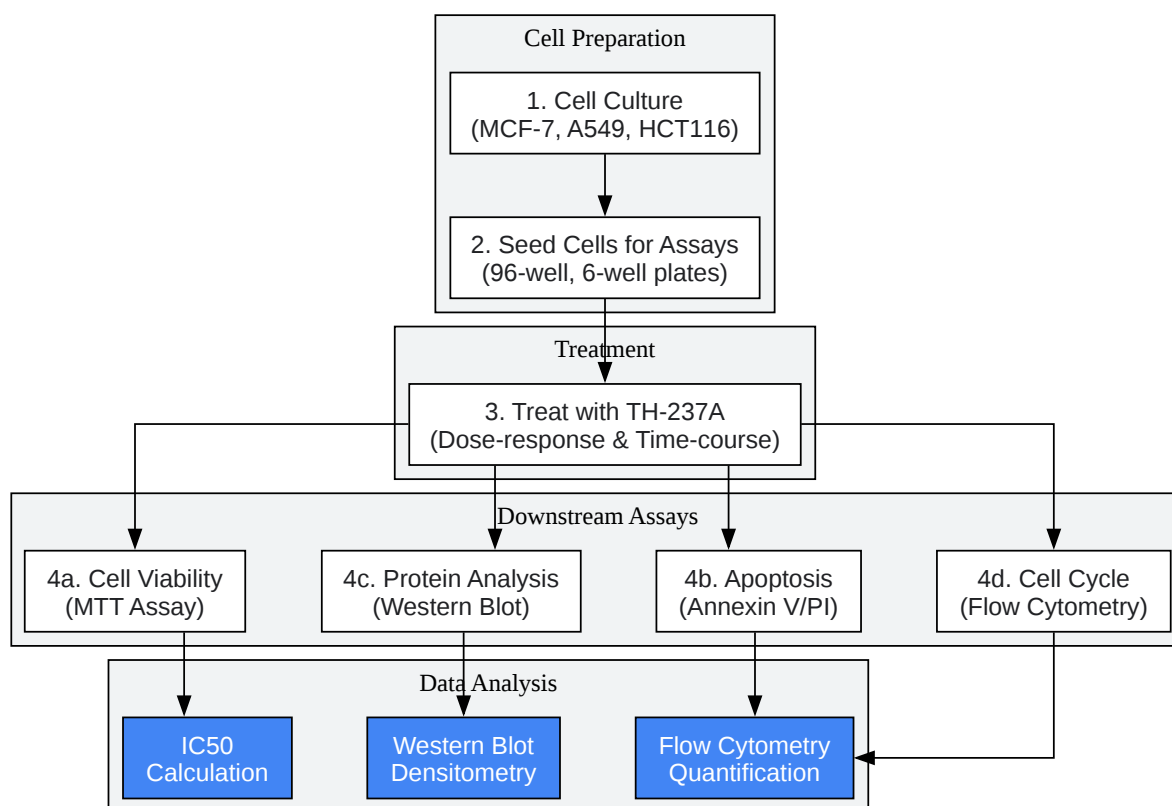 Cell Preparation
1. Cell Culture
(MCF-7, A549, HCT116)
2. Seed Cells for Assays
(96-well, 6-well plates)
Treatment
3. Treat with TH-237A
(Dose-response & Time-course)
Downstream Assays
4a. Cell Viability
(MTT Assay)
4c. Protein Analysis
(Western Blot)
4b. Apoptosis
(Annexin V/PI)
4d. Cell Cycle
(Flow Cytometry)
Data Analysis
IC50
Calculation
Western Blot
Densitometry
Flow Cytometry
Quantification